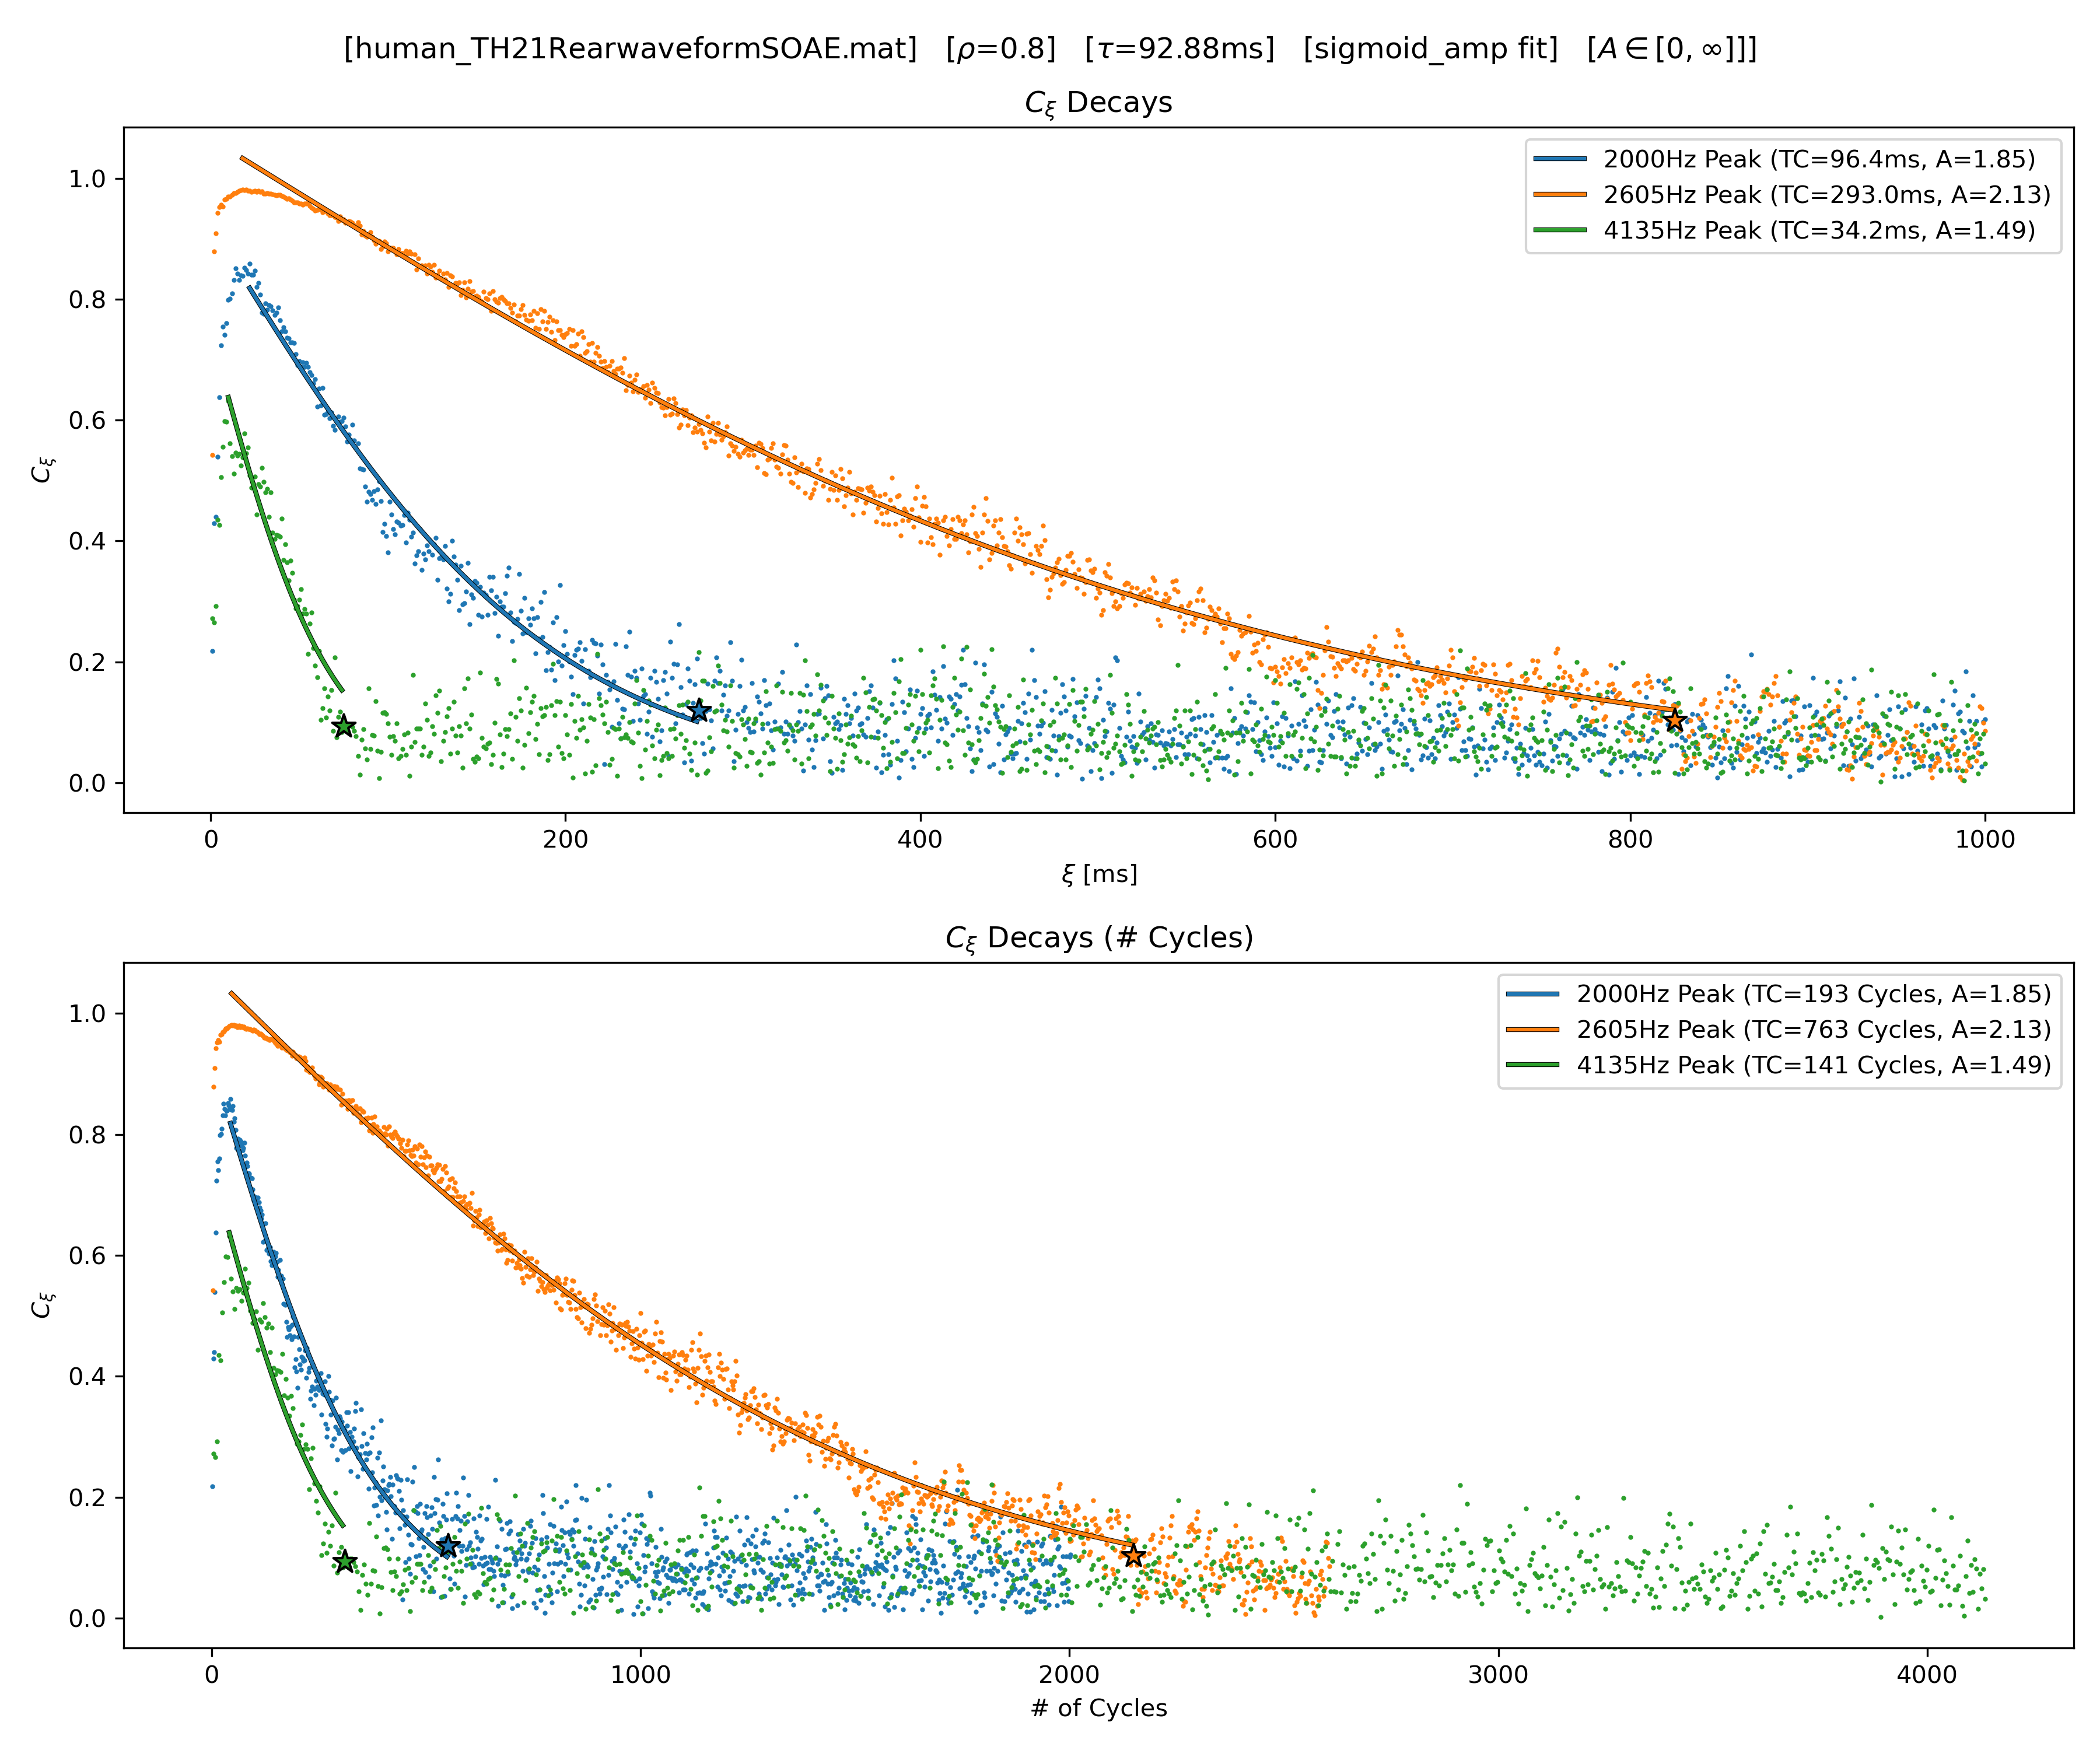 [human_TH21RearwaveformSOAE.mat]   [ρ=0.8]   [τ=92.88ms]   [sigmoid_amp fit]   [A ∈ [0, ∞]]]
C_ξ Decays
1.0
0.8
0.6
0.4
0.2
0.0
C_ξ
2000Hz Peak (TC=96.4ms, A=1.85)
2605Hz Peak (TC=293.0ms, A=2.13)
4135Hz Peak (TC=34.2ms, A=1.49)
0 200 400 600 800 1000
ξ [ms]
C_ξ Decays (# Cycles)
1.0
0.8
0.6
0.4
0.2
0.0
C_ξ
2000Hz Peak (TC=193 Cycles, A=1.85)
2605Hz Peak (TC=763 Cycles, A=2.13)
4135Hz Peak (TC=141 Cycles, A=1.49)
0 1000 2000 3000 4000
# of Cycles